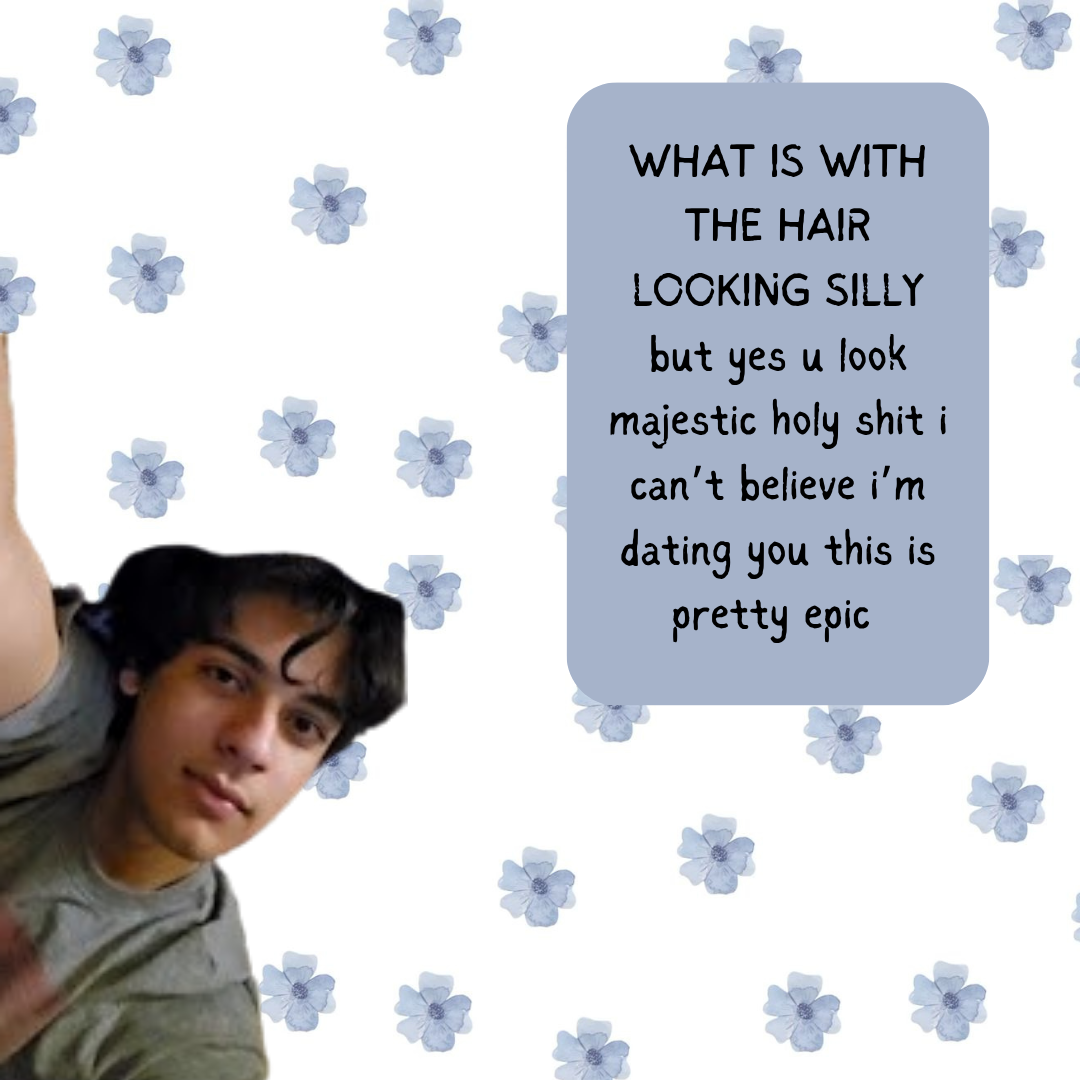 WHAT IS WITH
THE HAIR
LOOKING SILLY
but yes u look
majestic holy shit i
can't believe i'm
dating you this is
pretty epic